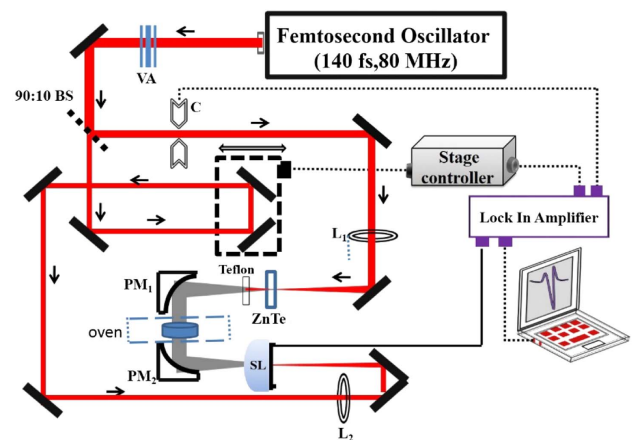 Femtosecond Oscillator
(140 fs,80 MHz)
VA
90:10 BS
C
Stage
controller
Lock In Amplifier
L1
Teflon
PM1
ZnTe
oven
SL
PM2
L2